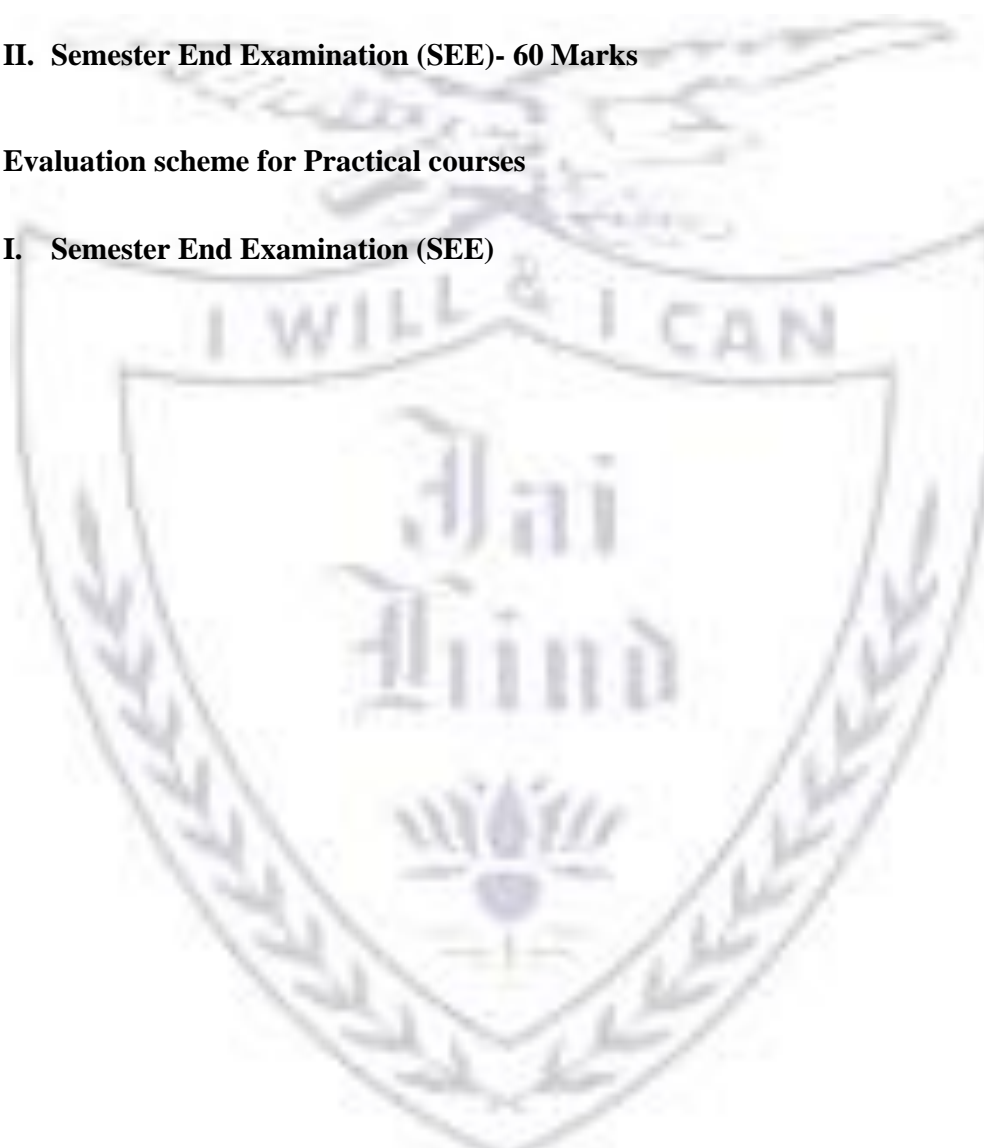 II. Semester End Examination (SEE)- 60 Marks
Evaluation scheme for Practical courses
I. Semester End Examination (SEE)
I WILL & I CAN
Jai
Hind